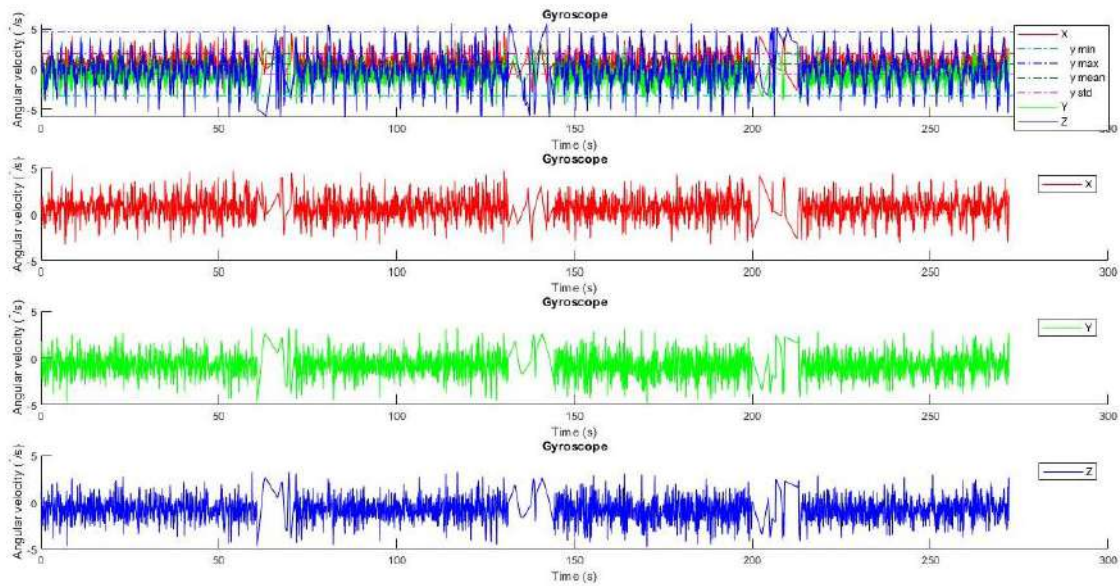 Gyroscope
Angular velocity (°/s)
5
0
-5
0
50
100
150
200
250
300
Time (s)
X
y min
y max
y mean
y std
Y
Z
Gyroscope
Angular velocity (°/s)
5
0
-5
0
50
100
150
200
250
300
Time (s)
X
Gyroscope
Angular velocity (°/s)
5
0
-5
0
50
100
150
200
250
300
Time (s)
Y
Gyroscope
Angular velocity (°/s)
5
0
-5
0
50
100
150
200
250
300
Time (s)
Z